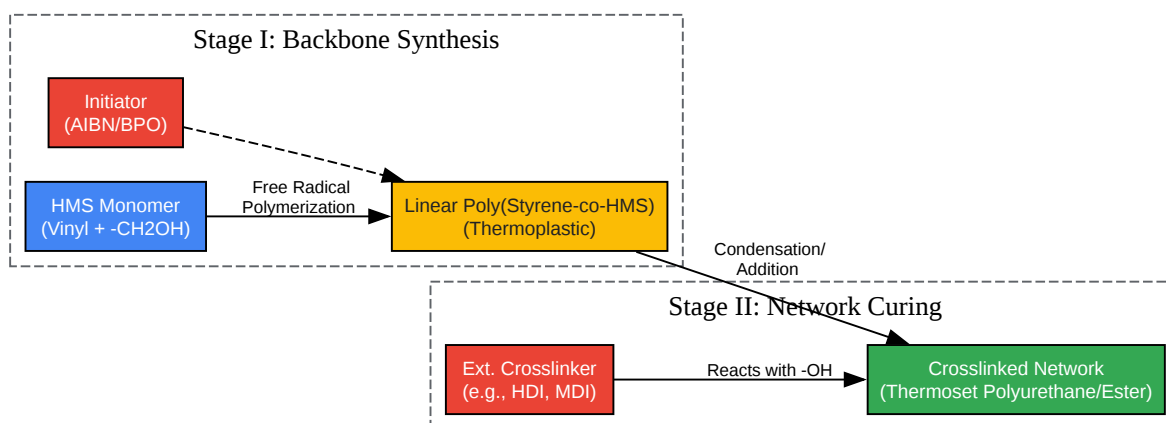 Stage I: Backbone Synthesis
Initiator
(AIBN/BPO)
HMS Monomer
(Vinyl + -CH2OH)
Free Radical
Polymerization
Linear Poly(Styrene-co-HMS)
(Thermoplastic)
Condensation/
Addition
Stage II: Network Curing
Ext. Crosslinker
(e.g., HDI, MDI)
Reacts with -OH
Crosslinked Network
(Thermoset Polyurethane/Ester)